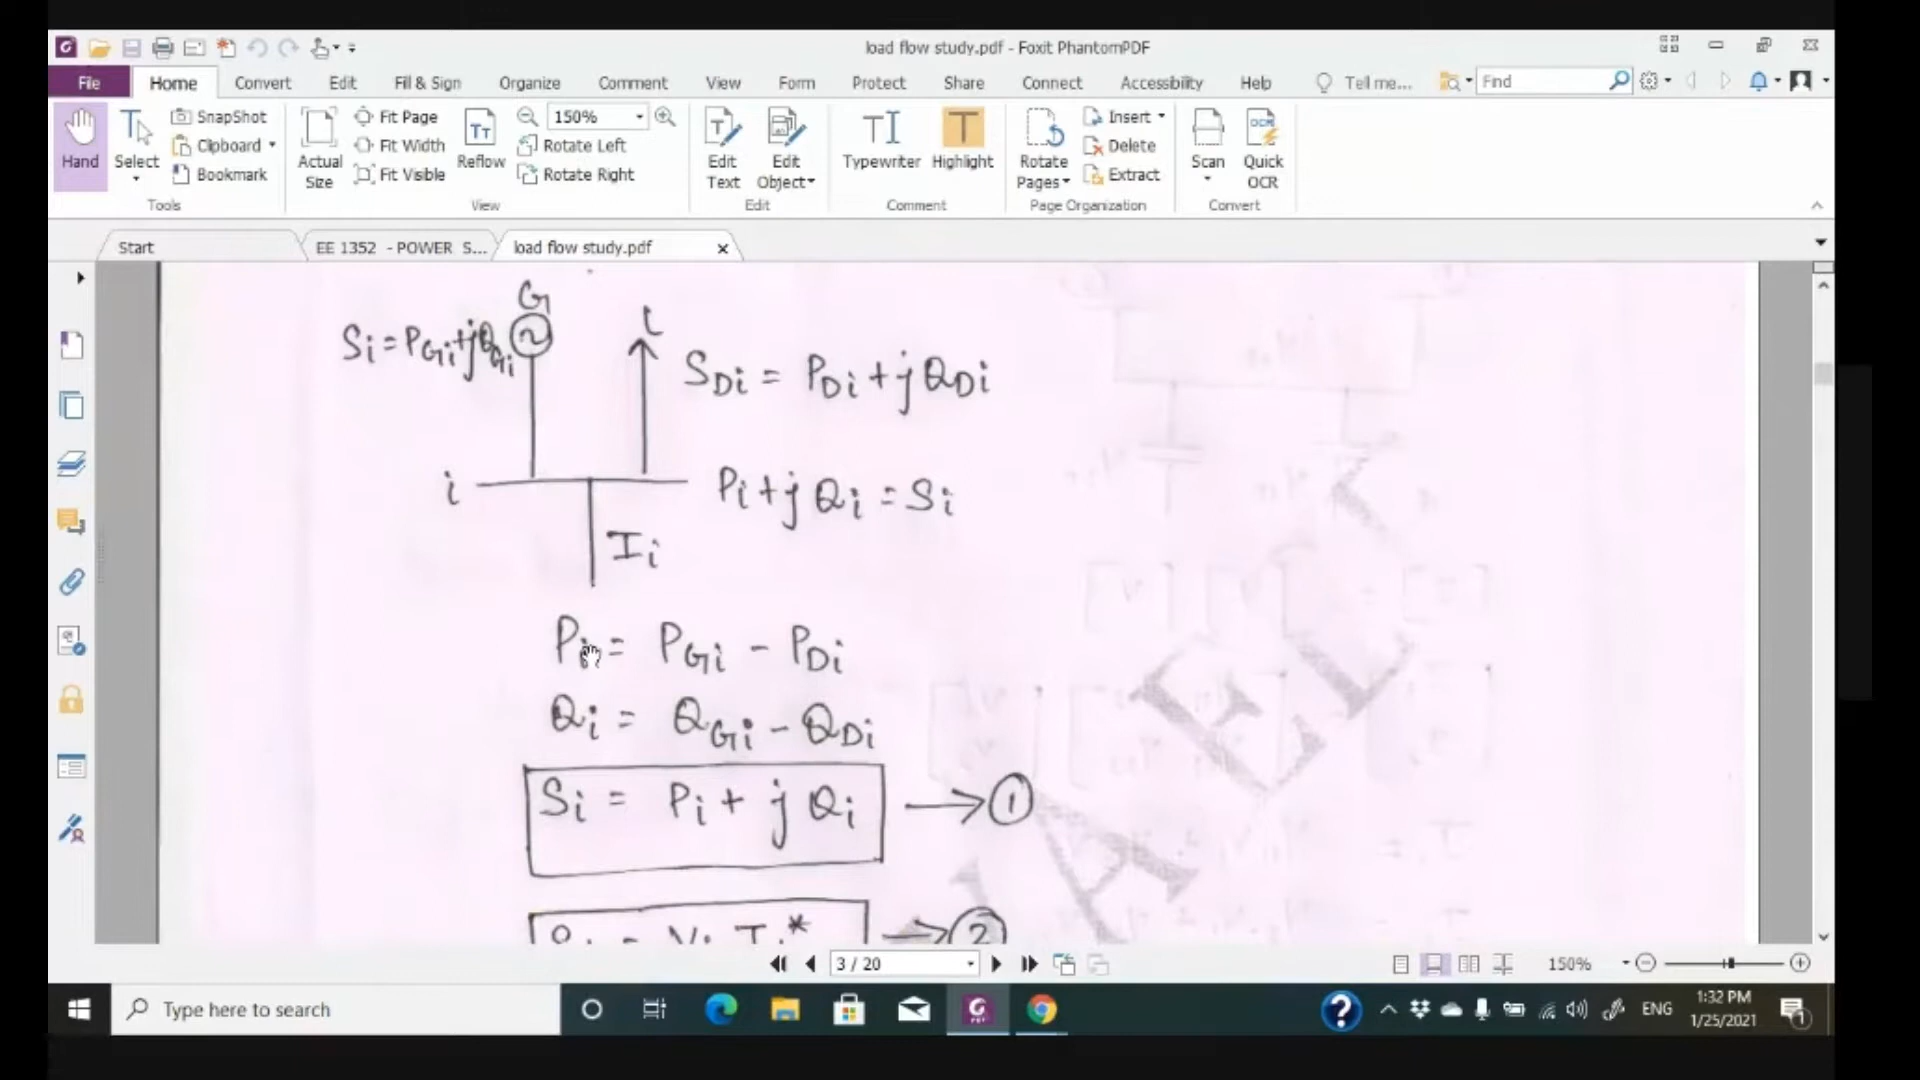 load flow study.pdf - Foxit PhantomPDF
File Home Convert Edit Fill & Sign Organize Comment View Form Protect Share Connect Accessibility Help Tell me... Find
Hand Select SnapShot Clipboard Bookmark Actual Size Fit Page Fit Width Fit Visible Reflow 150% Rotate Left Rotate Right Edit Text Edit Object Typewriter Highlight Rotate Pages Insert Delete Extract Scan Quick OCR
Tools View Edit Comment Page Organization Convert
Start EE 1352 - POWER S... load flow study.pdf
G
Si = PGi + jQGi
L
SDi = PDi + jQDi
i
Pi + jQi = Si
Ii
Pi = PGi - PDi
Qi = QGi - QDi
Si = Pi + jQi → 1
Vi Ii* → 2
3 / 20 150%
Type here to search ENG 1:32 PM
1/25/2021